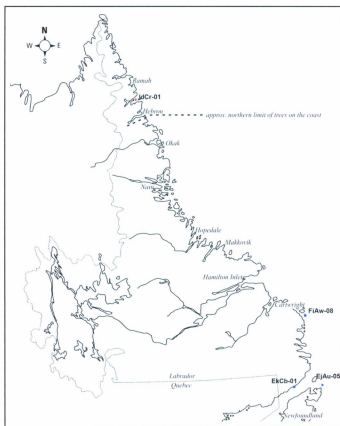 N
W E
S
Ramah
IdCr-01
Hebron
approx. northern limit of trees on the coast
Okak
Nain
Hopedale
Makkovik
Hamilton Inlet
Cartwright
FiAw-08
Labrador
Quebec
EkCb-01
EjAu-05
Newfoundland